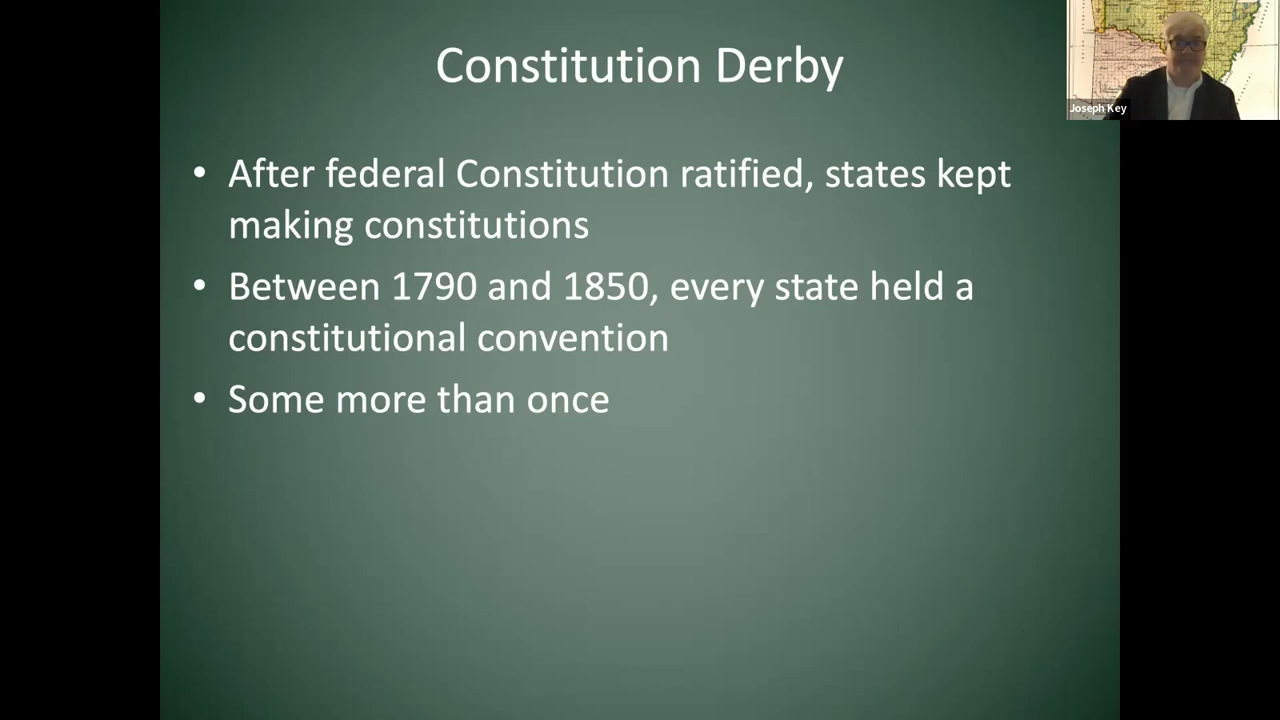 Constitution Derby
• After federal Constitution ratified, states kept
making constitutions
• Between 1790 and 1850, every state held a
constitutional convention
• Some more than once
Joseph Key